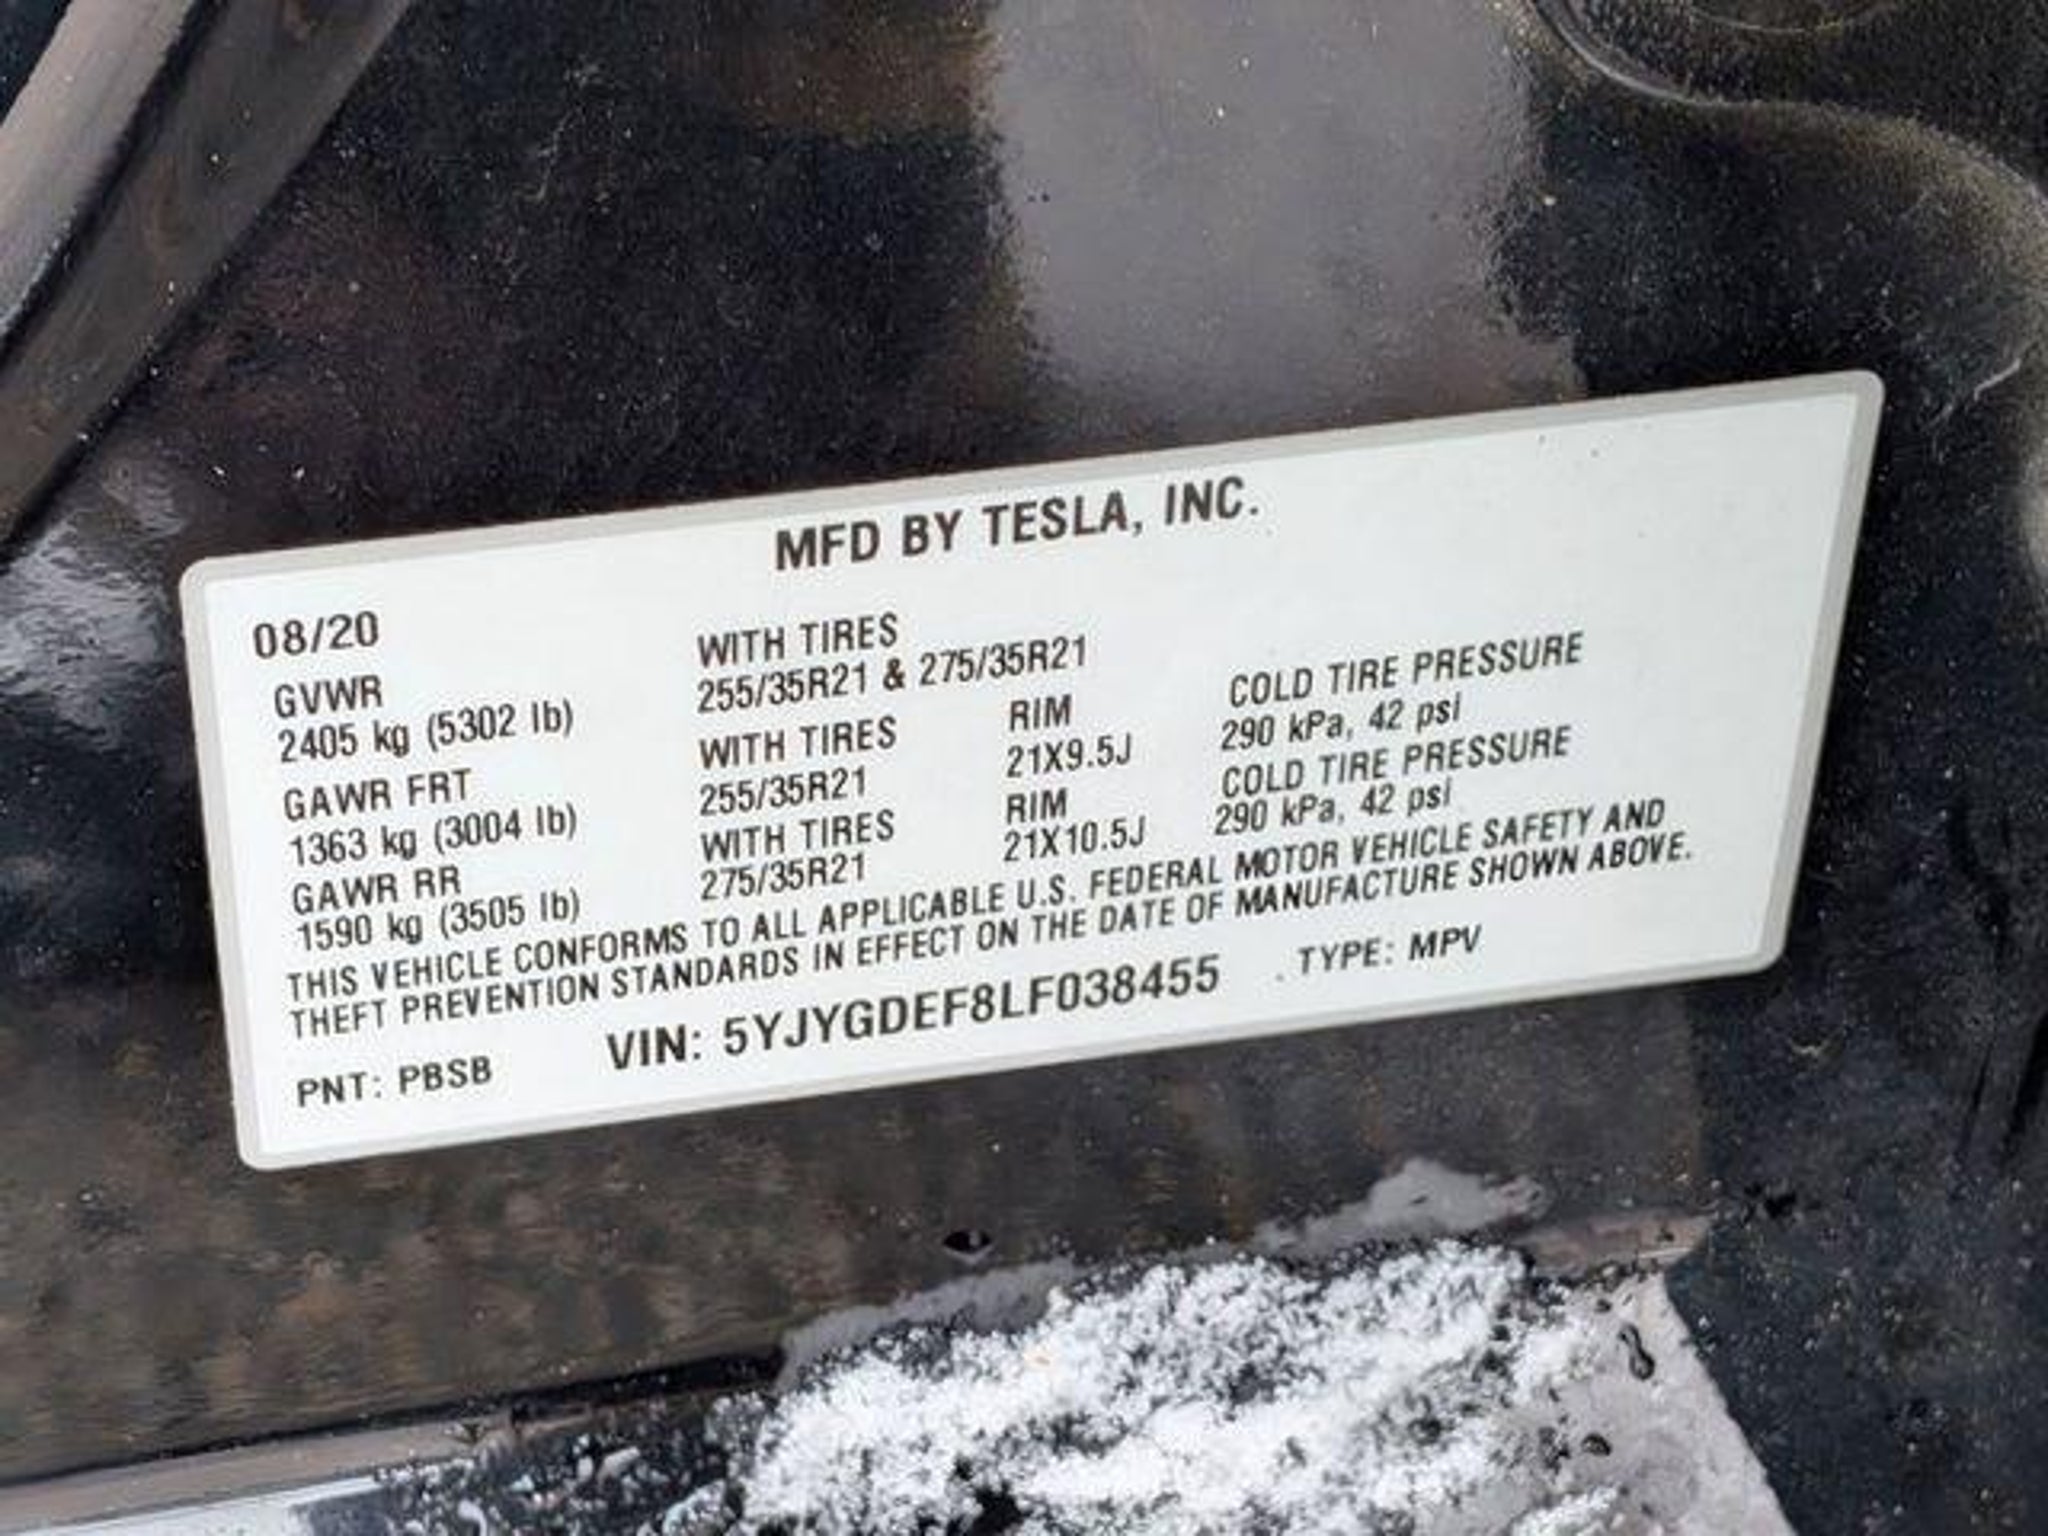 MFD BY TESLA, INC.
08/20
GVWR
2405 kg (5302 lb)
WITH TIRES
255/35R21 & 275/35R21
GAWR FRT
1363 kg (3004 lb)
WITH TIRES
255/35R21
RIM
21X9.5J
COLD TIRE PRESSURE
290 kPa, 42 psi
GAWR RR
1590 kg (3505 lb)
WITH TIRES
275/35R21
RIM
21X10.5J
COLD TIRE PRESSURE
290 kPa, 42 psi
THIS VEHICLE CONFORMS TO ALL APPLICABLE U.S. FEDERAL MOTOR VEHICLE SAFETY AND
THEFT PREVENTION STANDARDS IN EFFECT ON THE DATE OF MANUFACTURE SHOWN ABOVE.
PNT: PBSB VIN: 5YJYGDEF8LF038455 TYPE: MPV